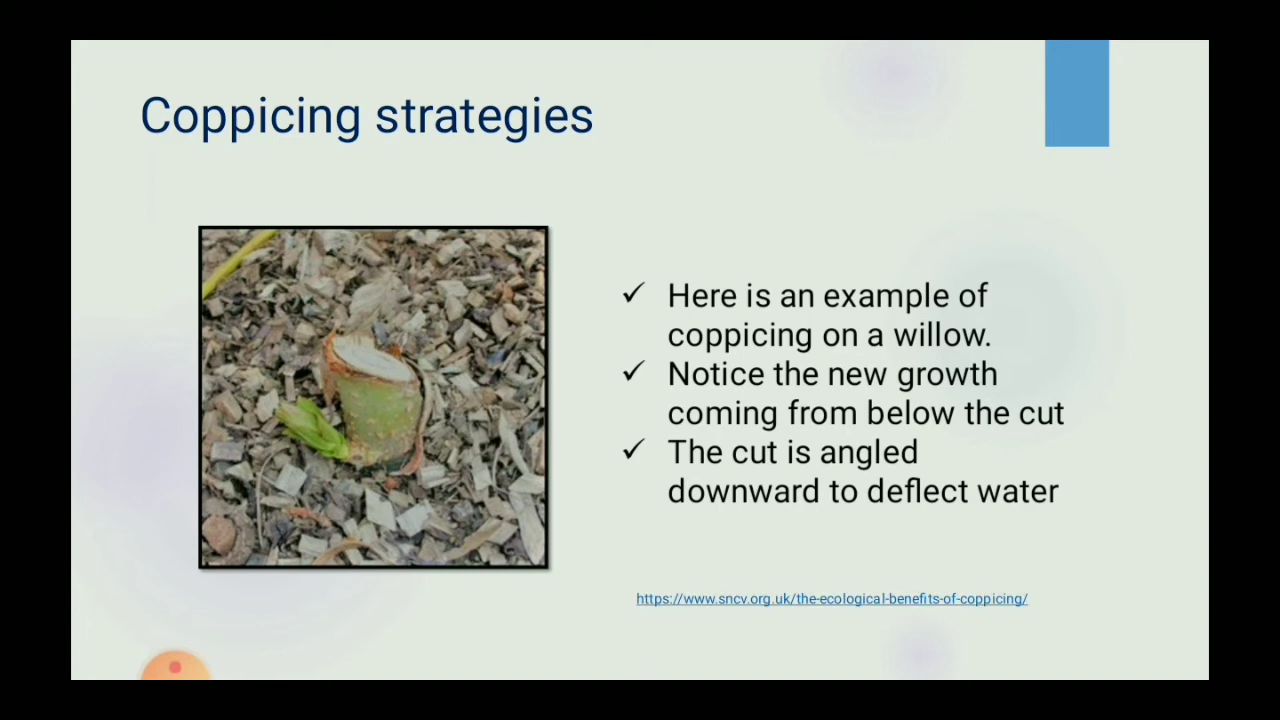 Coppicing strategies
✓ Here is an example of
coppicing on a willow.
✓ Notice the new growth
coming from below the cut
✓ The cut is angled
downward to deflect water
https://www.sncv.org.uk/the-ecological-benefits-of-coppicing/